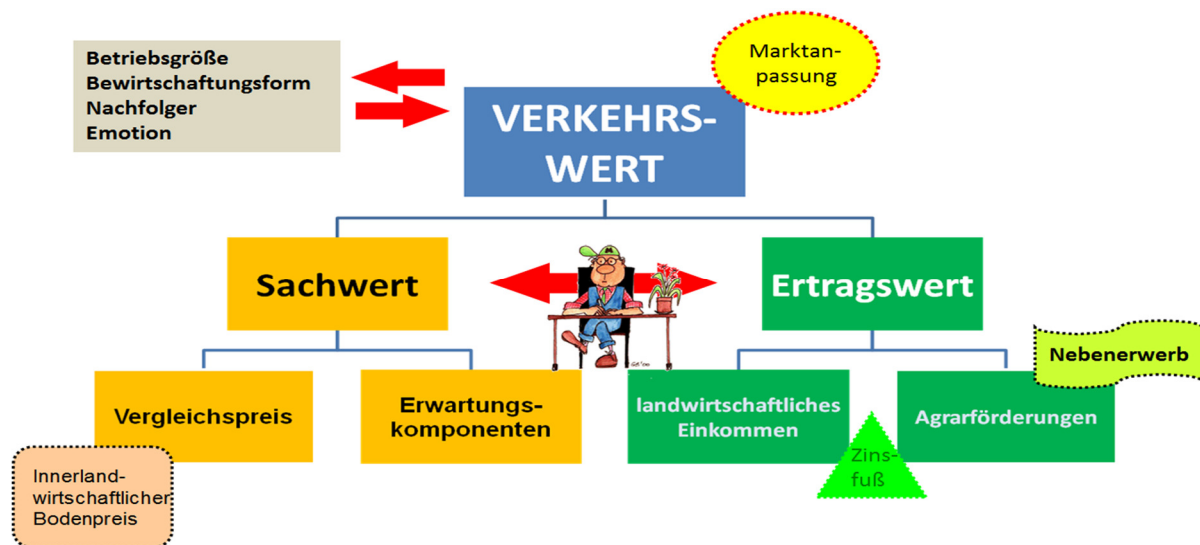 Betriebsgröße
Bewirtschaftungsform
Nachfolger
Emotion
Marktan-
passung
VERKEHRS-
WERT
Sachwert
Ertragswert
Nebenerwerb
Vergleichspreis
Erwartungs-
komponenten
landwirtschaftliches
Einkommen
Agrarförderungen
Zins-
fuß
Innerland-
wirtschaftlicher
Bodenpreis